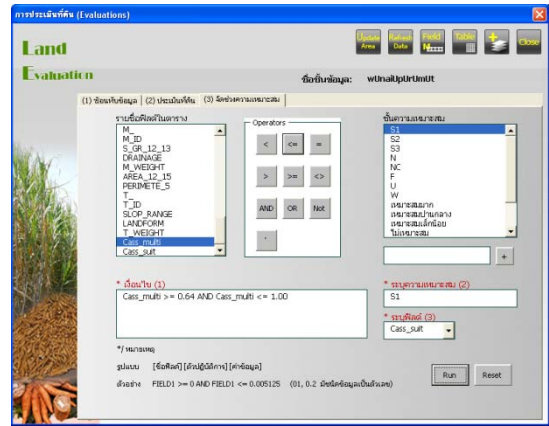 การประเมินที่ดิน (Evaluations)
Land
Evaluation
Update Area
Refresh Data
Field
Table
Close
ชื่อชั้นข้อมูล: wUnaiUpUrUmUt
(1) ซ้อนทับข้อมูล (2) ประเมินที่ดิน (3) จัดช่วงความเหมาะสม
รายชื่อฟิลด์ในตาราง
M_
M_ID
S_GR_12_13
DRAINAGE
M_WEIGHT
AREA_12_15
PERIMETE_5
T_
T_ID
SLOP_RANGE
LANDFORM
T_WEIGHT
Cass_multi
Cass_suit
Operators
< <= =
> >= <>
AND OR Not
'
ชั้นความเหมาะสม
S1
S2
S3
N
NC
F
U
W
เหมาะสมมาก
เหมาะสมปานกลาง
เหมาะสมเล็กน้อย
ไม่เหมาะสม
+
* เงื่อนไข (1)
Cass_multi >= 0.64 AND Cass_multi <= 1.00
* ระบุความเหมาะสม (2)
S1
* ระบุฟิลด์ (3)
Cass_suit
*/ หมายเหตุ
รูปแบบ [ชื่อฟิลด์] [ตัวปฏิบัติการ] [ค่าข้อมูล]
ตัวอย่าง FIELD1 >= 0 AND FIELD1 <= 0.005125 (01, 0.2 มีชนิดข้อมูลเป็นตัวเลข)
Run
Reset